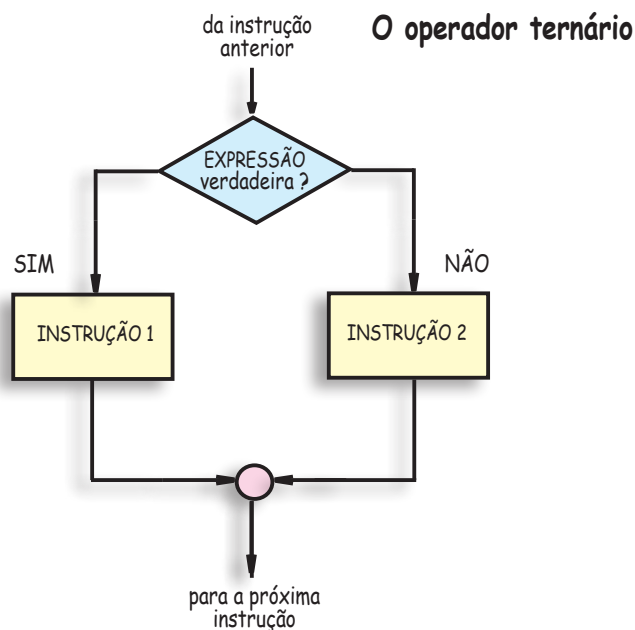 O operador ternário
da instrução
anterior
EXPRESSÃO
verdadeira ?
SIM
NÃO
INSTRUÇÃO 1
INSTRUÇÃO 2
para a próxima
instrução